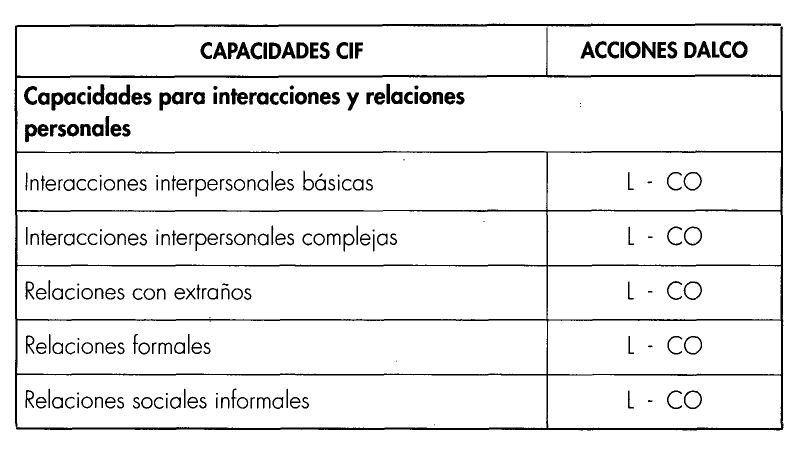 CAPACIDADES CIF ACCIONES DALCO
Capacidades para interacciones y relaciones
personales
Interacciones interpersonales básicas L - CO
Interacciones interpersonales complejas L - CO
Relaciones con extraños L - CO
Relaciones formales L - CO
Relaciones sociales informales L - CO